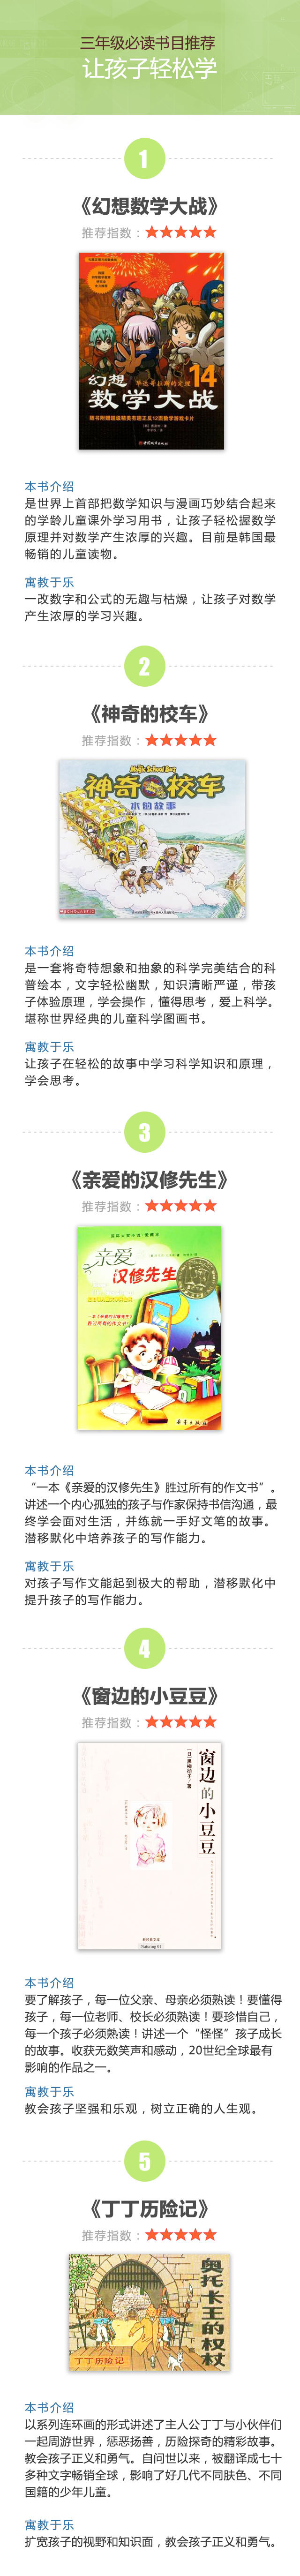 三年级必读书目推荐
让孩子轻松学
1
《幻想数学大战》
推荐指数：★★★★★
14
幻想
数学大战
本书介绍
是世界上首部把数学知识与漫画巧妙结合起来
的学龄儿童课外学习用书，让孩子轻松握数学
原理并对数学产生浓厚的兴趣。目前是韩国最
畅销的儿童读物。
寓教于乐
一改数字和公式的无趣与枯燥，让孩子对数学
产生浓厚的学习兴趣。
2
《神奇的校车》
推荐指数：★★★★★
神奇校车
水的故事
本书介绍
是一套将奇特想象和抽象的科学完美结合的科
普绘本，文字轻松幽默，知识清晰严谨，带孩
子体验原理，学会操作，懂得思考，爱上科学。
堪称世界经典的儿童科学图画书。
寓教于乐
让孩子在轻松的故事中学习科学知识和原理，
学会思考。
3
《亲爱的汉修先生》
推荐指数：★★★★★
亲爱
汉修先生
本书介绍
“一本《亲爱的汉修先生》胜过所有的作文书”。
讲述一个内心孤独的孩子与作家保持书信沟通，最
终学会面对生活，并练就一手好文笔的故事。
潜移默化中培养孩子的写作能力。
寓教于乐
对孩子写作文能起到极大的帮助，潜移默化中
提升孩子的写作能力。
4
《窗边的小豆豆》
推荐指数：★★★★★
窗边的小豆豆
本书介绍
要了解孩子，每一位父亲、母亲必须熟读！要懂得
孩子，每一位老师、校长必须熟读！要珍惜自己，
每一个孩子必须熟读！讲述一个“怪怪”孩子成长
的故事。收获无数笑声和感动，20世纪全球最有
影响的作品之一。
寓教于乐
教会孩子坚强和乐观，树立正确的人生观。
5
《丁丁历险记》
推荐指数：★★★★★
奥托卡王的权杖
丁丁历险记
本书介绍
以系列连环画的形式讲述了主人公丁丁与小伙伴们
一起周游世界，惩恶扬善，历险探奇的精彩故事。
教会孩子正义和勇气。自问世以来，被翻译成七十
多种文字畅销全球，影响了好几代不同肤色、不同
国籍的少年儿童。
寓教于乐
扩宽孩子的视野和知识面，教会孩子正义和勇气。